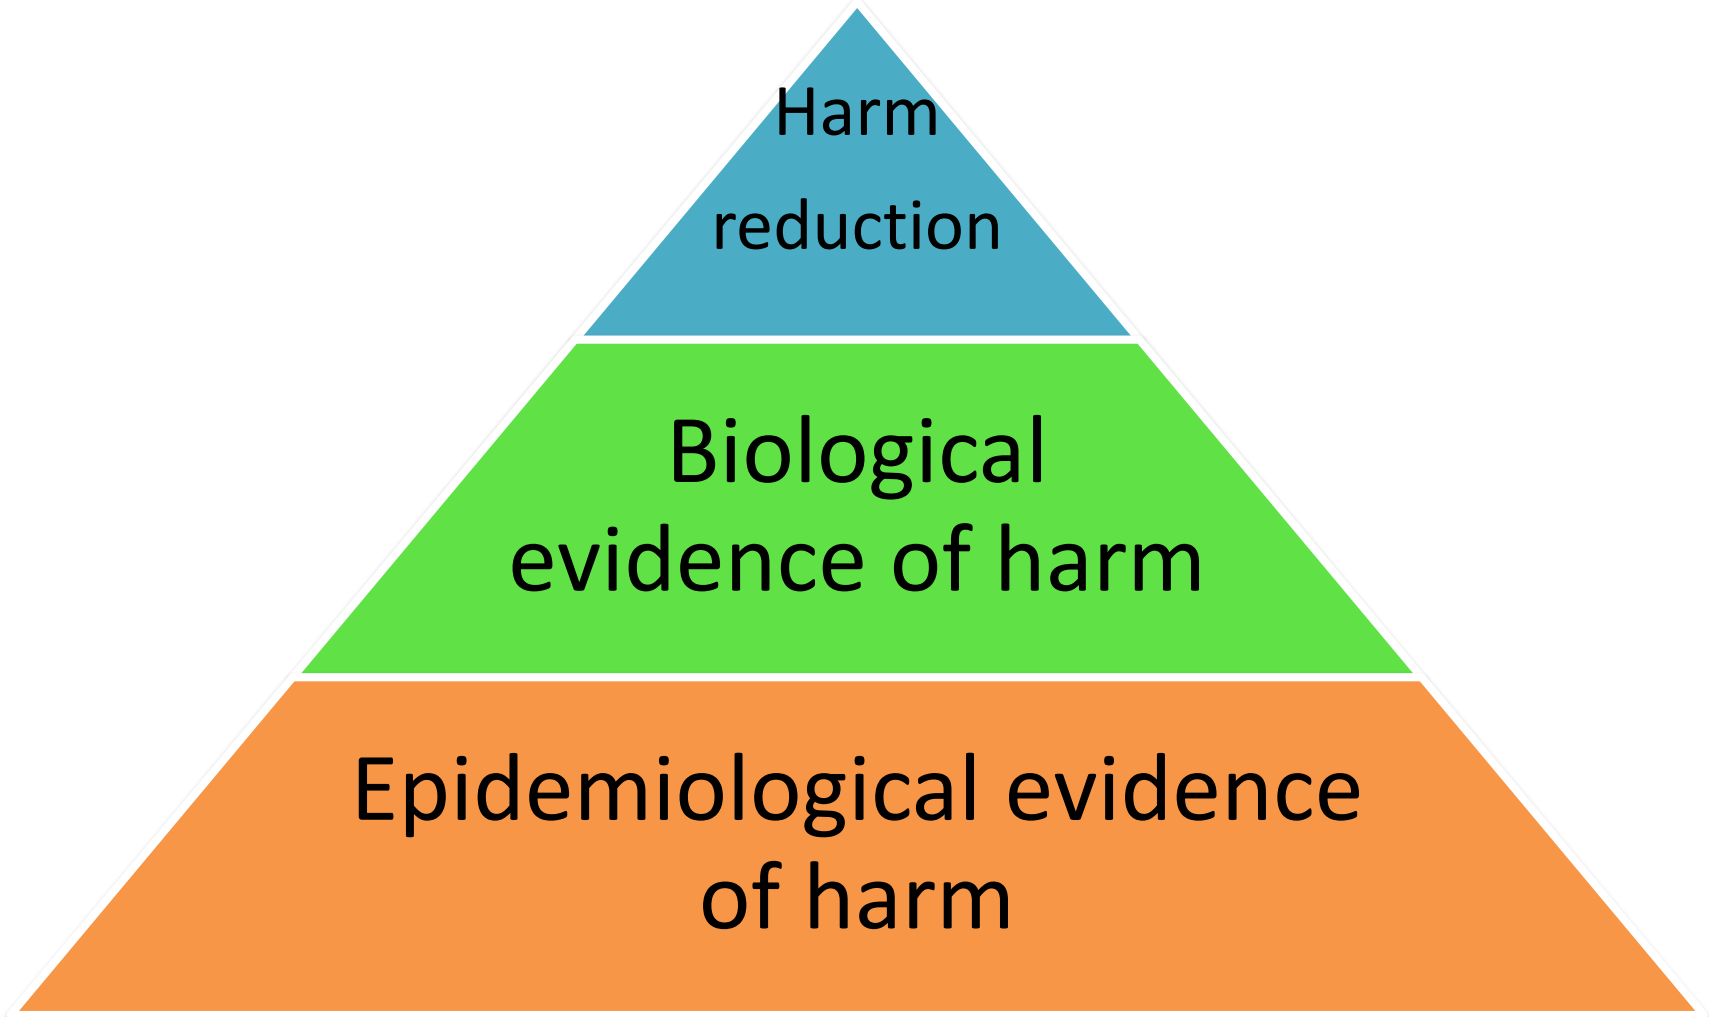 Harm
reduction
Biological
evidence of harm
Epidemiological evidence
of harm